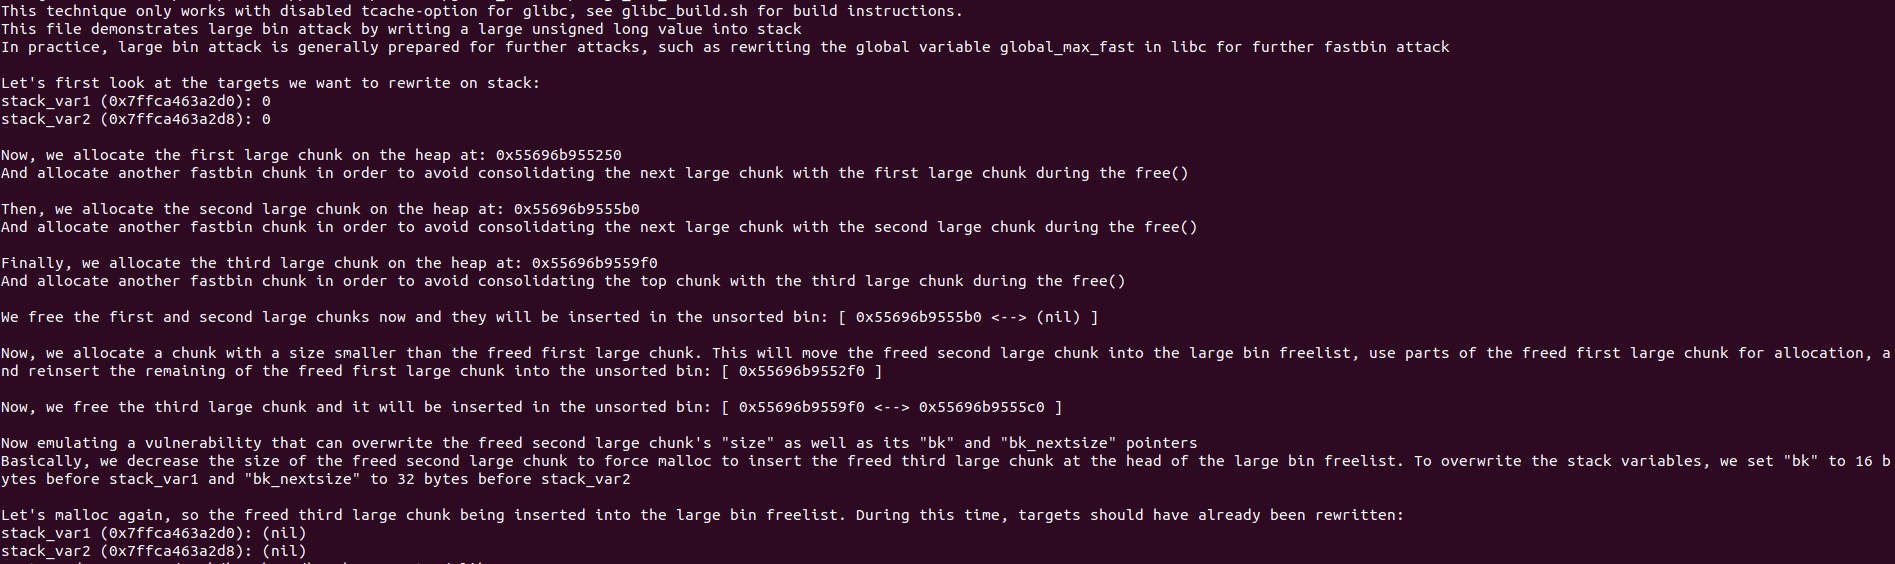 This technique only works with disabled tcache-option for glibc, see glibc_build.sh for build instructions.
This file demonstrates large bin attack by writing a large unsigned long value into stack
In practice, large bin attack is generally prepared for further attacks, such as rewriting the global variable global_max_fast in libc for further fastbin attack
Let's first look at the targets we want to rewrite on stack:
stack_var1 (0x7ffca463a2d0): 0
stack_var2 (0x7ffca463a2d8): 0
Now, we allocate the first large chunk on the heap at: 0x55696b955250
And allocate another fastbin chunk in order to avoid consolidating the next large chunk with the first large chunk during the free()
Then, we allocate the second large chunk on the heap at: 0x55696b9555b0
And allocate another fastbin chunk in order to avoid consolidating the next large chunk with the second large chunk during the free()
Finally, we allocate the third large chunk on the heap at: 0x55696b9559f0
And allocate another fastbin chunk in order to avoid consolidating the top chunk with the third large chunk during the free()
We free the first and second large chunks now and they will be inserted in the unsorted bin: [ 0x55696b9555b0 <--> (nil) ]
Now, we allocate a chunk with a size smaller than the freed first large chunk. This will move the freed second large chunk into the large bin freelist, use parts of the freed first large chunk for allocation, a
nd reinsert the remaining of the freed first large chunk into the unsorted bin: [ 0x55696b9552f0 ]
Now, we free the third large chunk and it will be inserted in the unsorted bin: [ 0x55696b9559f0 <--> 0x55696b9555c0 ]
Now emulating a vulnerability that can overwrite the freed second large chunk's "size" as well as its "bk" and "bk_nextsize" pointers
Basically, we decrease the size of the freed second large chunk to force malloc to insert the freed third large chunk at the head of the large bin freelist. To overwrite the stack variables, we set "bk" to 16 b
ytes before stack_var1 and "bk_nextsize" to 32 bytes before stack_var2
Let's malloc again, so the freed third large chunk being inserted into the large bin freelist. During this time, targets should have already been rewritten:
stack_var1 (0x7ffca463a2d0): (nil)
stack_var2 (0x7ffca463a2d8): (nil)